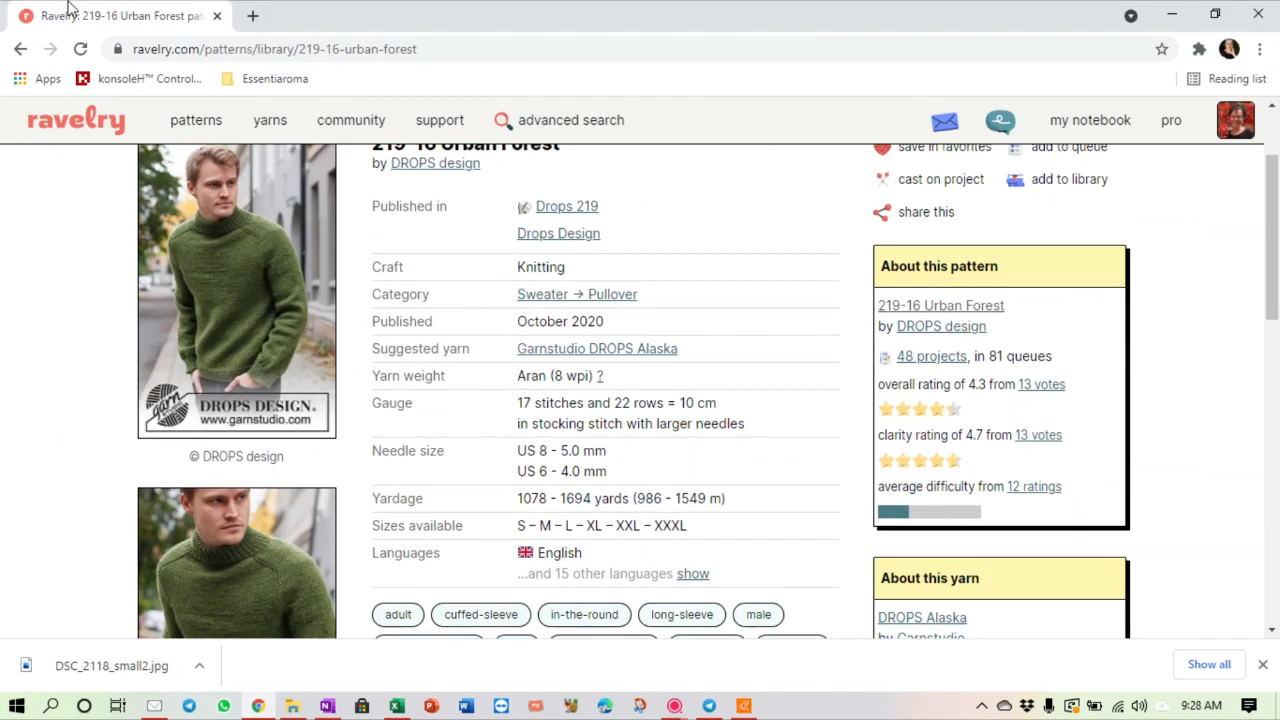 Ravelry: 219-16 Urban Forest pat
ravelry.com/patterns/library/219-16-urban-forest
Apps
konsoleH™ Control...
Essentiaroma
Reading list
ravelry
patterns
yarns
community
support
advanced search
my notebook
pro
219-16 Urban Forest
by DROPS design
Published in
Drops 219
Drops Design
Craft
Knitting
Category
Sweater → Pullover
Published
October 2020
Suggested yarn
Garnstudio DROPS Alaska
Yarn weight
Aran (8 wpi) ?
Gauge
17 stitches and 22 rows = 10 cm
in stocking stitch with larger needles
Needle size
US 8 - 5.0 mm
US 6 - 4.0 mm
Yardage
1078 - 1694 yards (986 - 1549 m)
Sizes available
S – M – L – XL – XXL – XXXL
Languages
English
...and 15 other languages show
adult
cuffed-sleeve
in-the-round
long-sleeve
male
garn
studio
DROPS DESIGN®
www.garnstudio.com
© DROPS design
save in favorites
add to queue
cast on project
add to library
share this
About this pattern
219-16 Urban Forest
by DROPS design
48 projects, in 81 queues
overall rating of 4.3 from 13 votes
clarity rating of 4.7 from 13 votes
average difficulty from 12 ratings
About this yarn
DROPS Alaska
by Garnstudio
DSC_2118_small2.jpg
Show all
9:28 AM